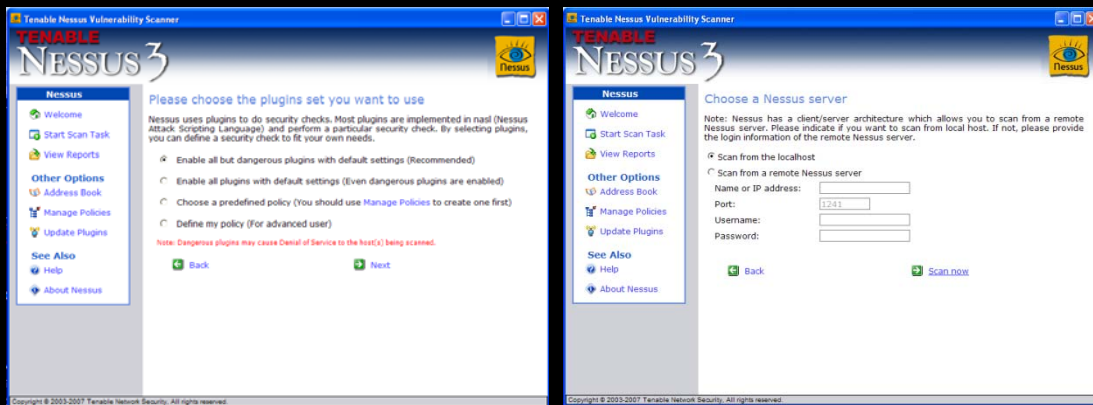 Tenable Nessus Vulnerability Scanner
TENABLE
NESSUS 3
Nessus
Nessus
Welcome
Start Scan Task
View Reports
Other Options
Address Book
Manage Policies
Update Plugins
See Also
Help
About Nessus
Please choose the plugins set you want to use
Nessus uses plugins to do security checks. Most plugins are implemented in nasl (Nessus
Attack Scripting Language) and perform a particular security check. By selecting plugins,
you can define a security check to fit your own needs.
Enable all but dangerous plugins with default settings (Recommended)
Enable all plugins with default settings (Even dangerous plugins are enabled)
Choose a predefined policy (You should use Manage Policies to create one first)
Define my policy (For advanced user)
Note: Dangerous plugins may cause Denial of Service to the host(s) being scanned.
Back
Next
Copyright © 2003-2007 Tenable Network Security, All rights reserved.
Tenable Nessus Vulnerability Scanner
TENABLE
NESSUS 3
Nessus
Nessus
Welcome
Start Scan Task
View Reports
Other Options
Address Book
Manage Policies
Update Plugins
See Also
Help
About Nessus
Choose a Nessus server
Note: Nessus has a client/server architecture which allows you to scan from a remote
Nessus server. Please indicate if you want to scan from local host. If not, please provide
the login information of the remote Nessus server.
Scan from the localhost
Scan from a remote Nessus server
Name or IP address:
Port: 1241
Username:
Password:
Back
Scan now
Copyright © 2003-2007 Tenable Network Security, All rights reserved.